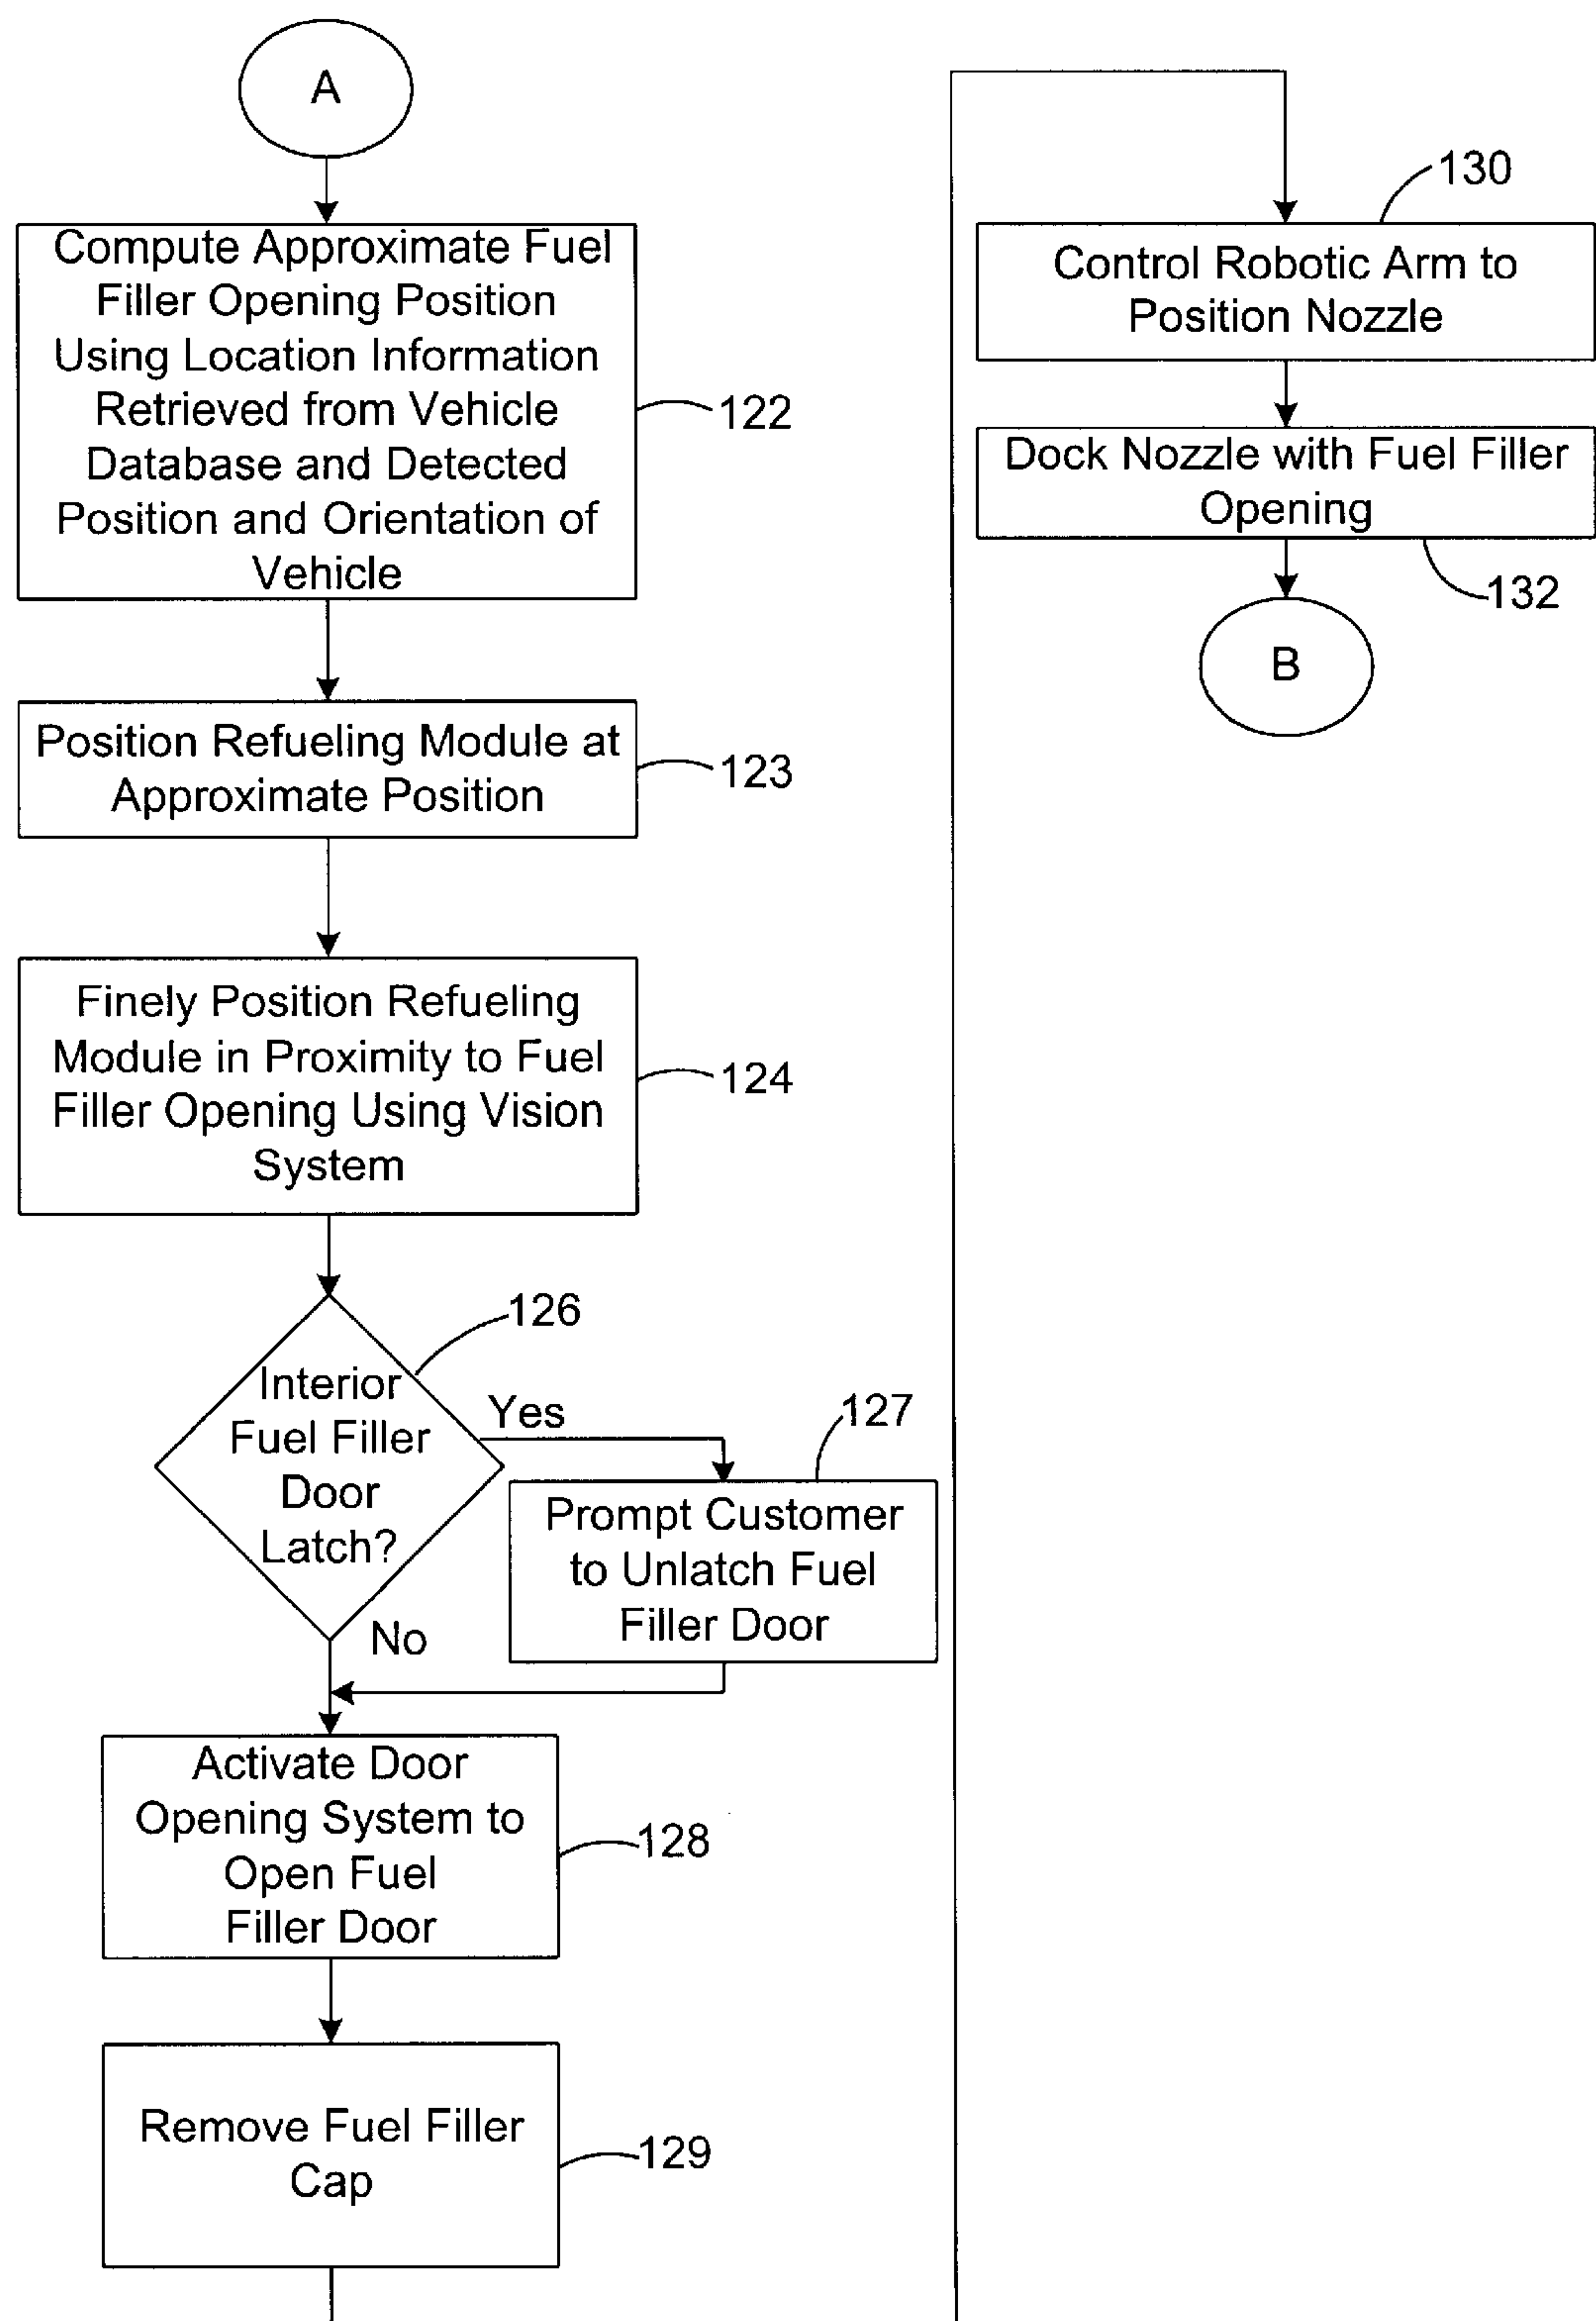 A
Compute Approximate Fuel
Filler Opening Position
Using Location Information
Retrieved from Vehicle
Database and Detected
Position and Orientation of
Vehicle
122
Position Refueling Module at
Approximate Position
123
Finely Position Refueling
Module in Proximity to Fuel
Filler Opening Using Vision
System
124
Interior
Fuel Filler
Door
Latch?
126
Yes
No
127
Prompt Customer
to Unlatch Fuel
Filler Door
Activate Door
Opening System to
Open Fuel
Filler Door
128
Remove Fuel Filler
Cap
129
130
Control Robotic Arm to
Position Nozzle
Dock Nozzle with Fuel Filler
Opening
132
B